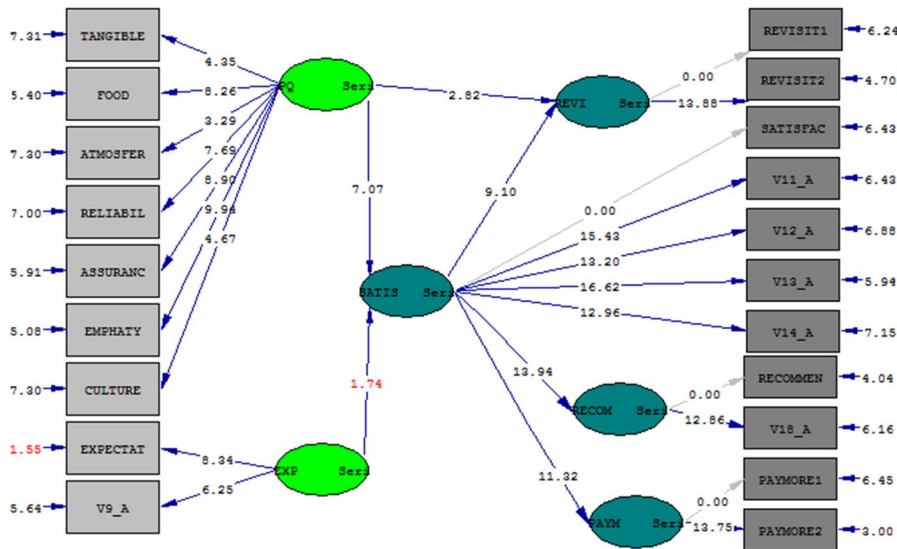 7.31 TANGIBLE 4.35
5.40 FOOD 8.26
7.30 ATMOSFER 3.29
7.00 RELIABIL 7.69
5.91 ASSURANC 8.90
5.08 EMPHATY 9.94
7.30 CULTURE 4.67
1.55 EXPECTAT 8.34
5.64 V9_A 6.25
PQ Seri
EXP Seri
2.82
7.07
1.74
SATIS Seri
9.10
13.94
11.32
REVI Seri
RECOM Seri
PAYM Seri
0.00 REVISIT1 6.24
13.88 REVISIT2 4.70
0.00 SATISFAC 6.43
15.43 V11_A 6.43
13.20 V12_A 6.88
16.62 V13_A 5.94
12.96 V14_A 7.15
0.00 RECOMMEN 4.04
12.86 V18_A 6.16
0.00 PAYMORE1 6.45
13.75 PAYMORE2 3.00